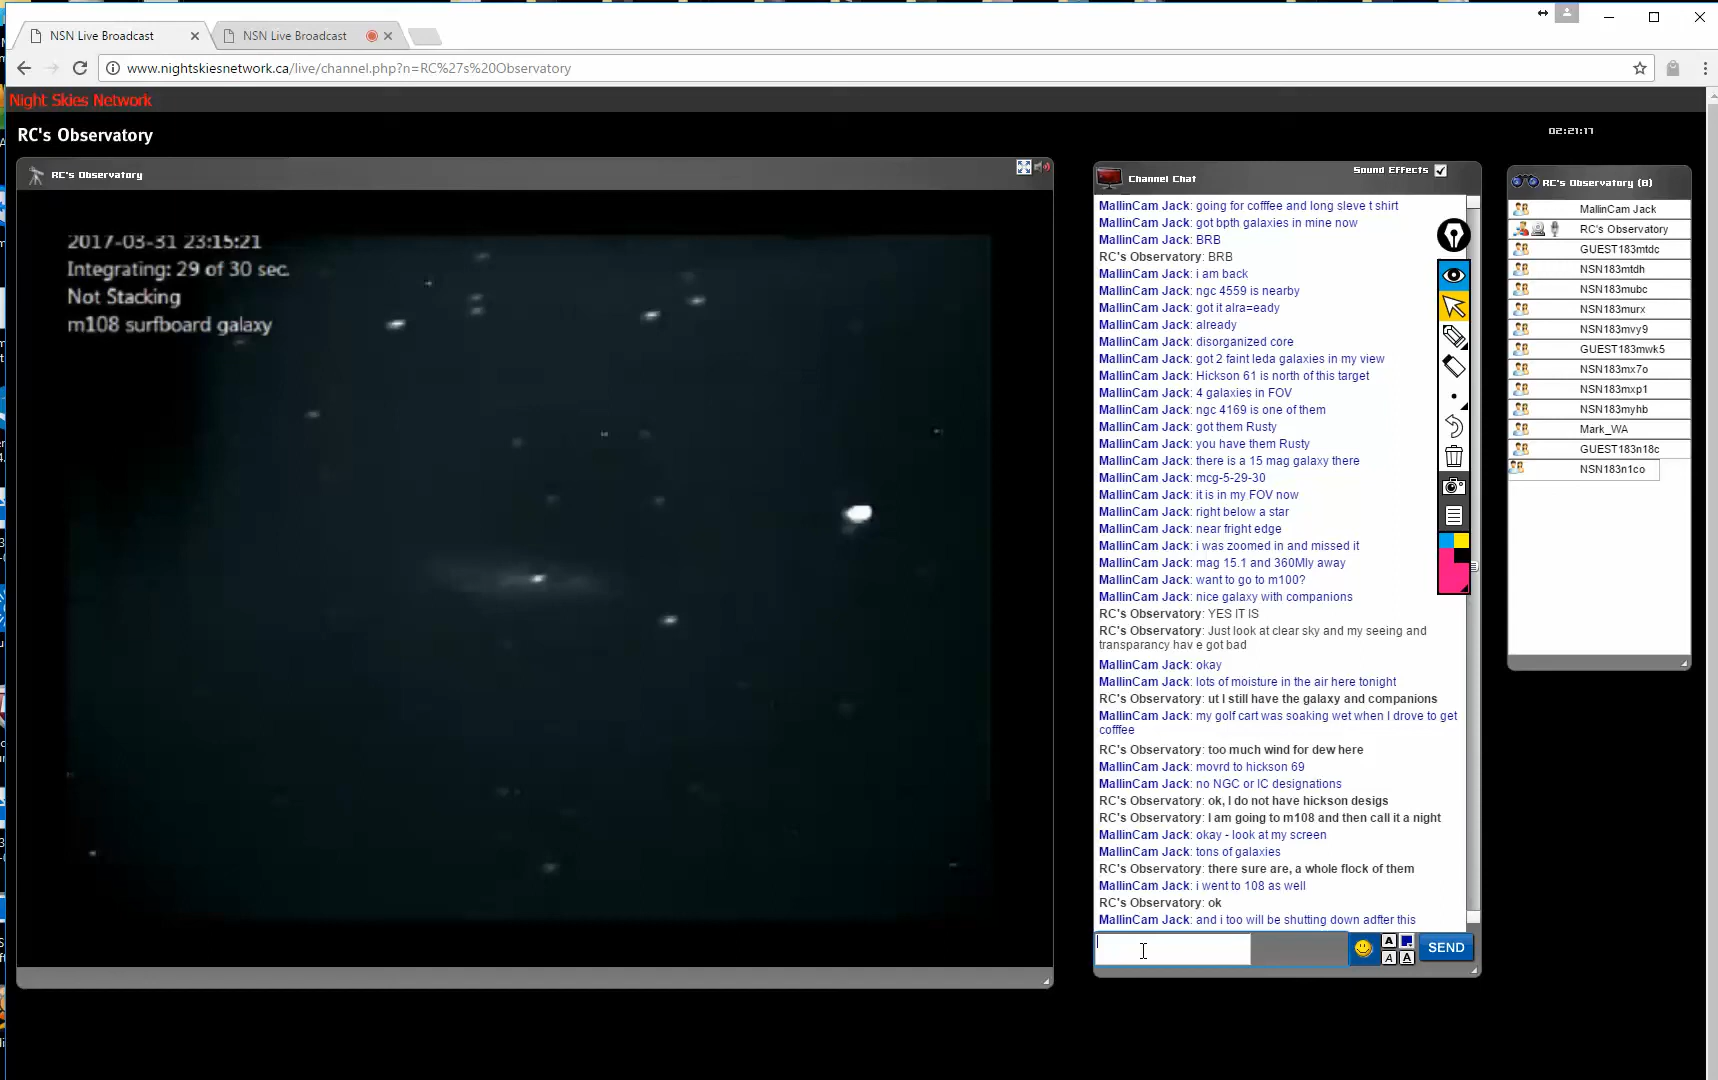 NSN Live Broadcast
NSN Live Broadcast
www.nightskiesnetwork.ca/live/channel.php?n=RC%27s%20Observatory
Night Skies Network
RC's Observatory
02:21:17
RC's Observatory
2017-03-31 23:15:21
Integrating: 29 of 30 sec.
Not Stacking
m108 surfboard galaxy
Channel Chat
Sound Effects
MallinCam Jack: going for cofffee and long sleve t shirt
MallinCam Jack: got bpth galaxies in mine now
MallinCam Jack: BRB
RC's Observatory: BRB
MallinCam Jack: i am back
MallinCam Jack: ngc 4559 is nearby
MallinCam Jack: got it alra=eady
MallinCam Jack: already
MallinCam Jack: disorganized core
MallinCam Jack: got 2 faint leda galaxies in my view
MallinCam Jack: Hickson 61 is north of this target
MallinCam Jack: 4 galaxies in FOV
MallinCam Jack: ngc 4169 is one of them
MallinCam Jack: got them Rusty
MallinCam Jack: you have them Rusty
MallinCam Jack: there is a 15 mag galaxy there
MallinCam Jack: mcg-5-29-30
MallinCam Jack: it is in my FOV now
MallinCam Jack: right below a star
MallinCam Jack: near fright edge
MallinCam Jack: i was zoomed in and missed it
MallinCam Jack: mag 15.1 and 360Mly away
MallinCam Jack: want to go to m100?
MallinCam Jack: nice galaxy with companions
RC's Observatory: YES IT IS
RC's Observatory: Just look at clear sky and my seeing and
transparancy hav e got bad
MallinCam Jack: okay
MallinCam Jack: lots of moisture in the air here tonight
RC's Observatory: ut I still have the galaxy and companions
MallinCam Jack: my golf cart was soaking wet when I drove to get
cofffee
RC's Observatory: too much wind for dew here
MallinCam Jack: movrd to hickson 69
MallinCam Jack: no NGC or IC designations
RC's Observatory: ok, I do not have hickson desigs
RC's Observatory: I am going to m108 and then call it a night
MallinCam Jack: okay - look at my screen
MallinCam Jack: tons of galaxies
RC's Observatory: there sure are, a whole flock of them
MallinCam Jack: i went to 108 as well
RC's Observatory: ok
MallinCam Jack: and i too will be shutting down adfter this
A
A
A
SEND
RC's Observatory (8)
MallinCam Jack
RC's Observatory
GUEST183mtdc
NSN183mtdh
NSN183mubc
NSN183murx
NSN183mvy9
GUEST183mwk5
NSN183mx7o
NSN183mxp1
NSN183myhb
Mark_WA
GUEST183n18c
NSN183n1co